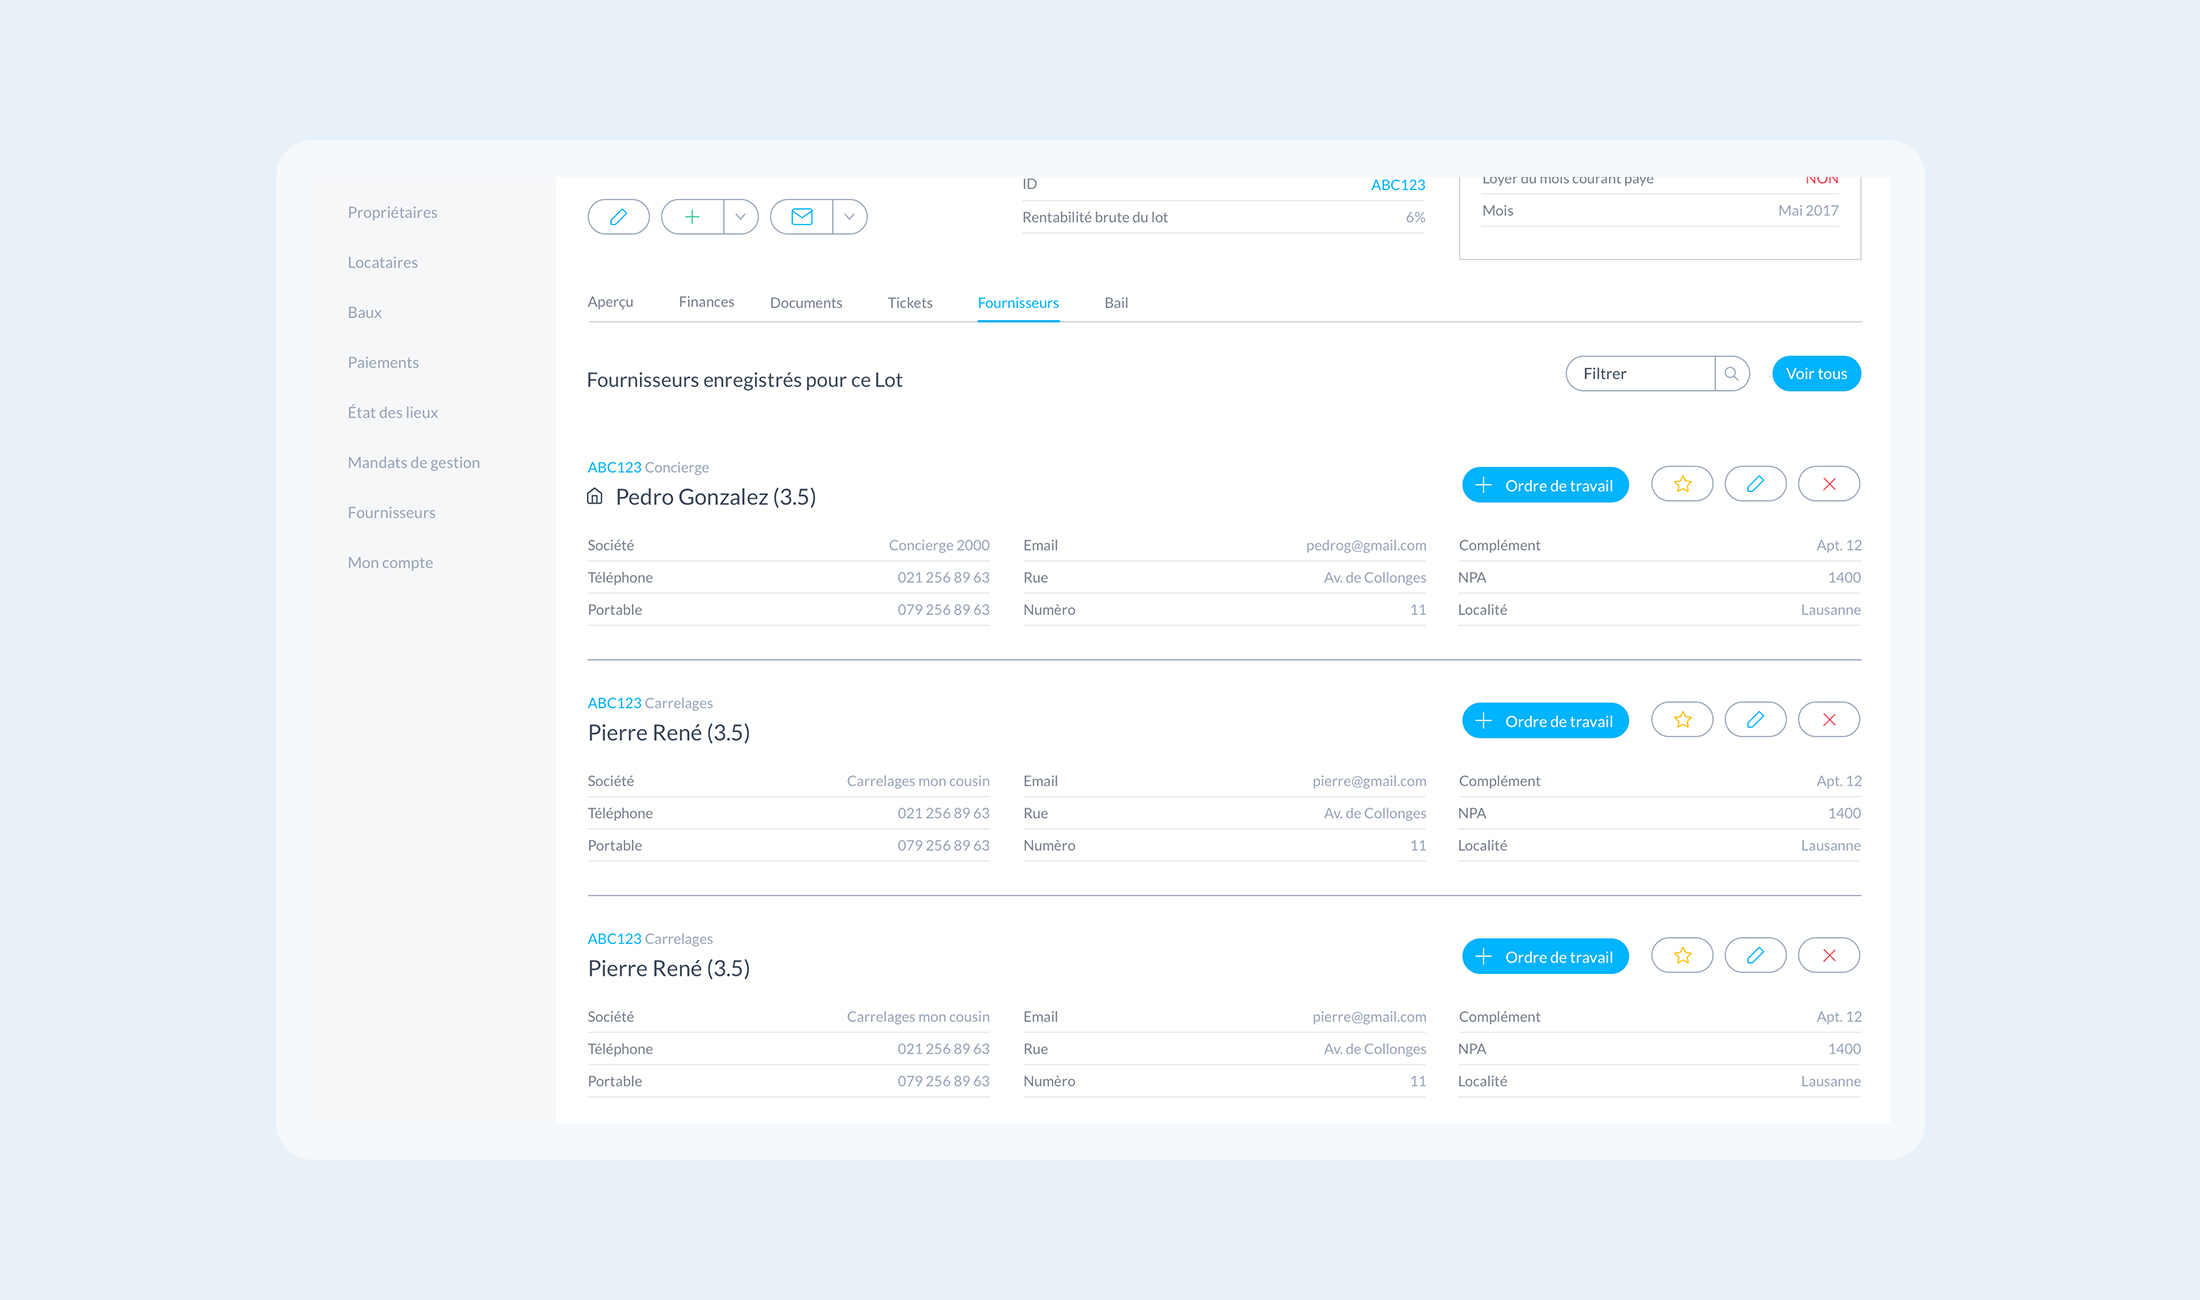 Propriétaires
Locataires
Baux
Paiements
État des lieux
Mandats de gestion
Fournisseurs
Mon compte
ID ABC123
Rentabilité brute du lot 6%
Loyer du mois courant payé NON
Mois Mai 2017
Aperçu Finances Documents Tickets Fournisseurs Bail
Fournisseurs enregistrés pour ce Lot
Filtrer
Voir tous
ABC123 Concierge
Pedro Gonzalez (3.5)
Ordre de travail
Société Concierge 2000
Téléphone 021 256 89 63
Portable 079 256 89 63
Email pedrog@gmail.com
Rue Av. de Collonges
Numèro 11
Complément Apt. 12
NPA 1400
Localité Lausanne
ABC123 Carrelages
Pierre René (3.5)
Ordre de travail
Société Carrelages mon cousin
Téléphone 021 256 89 63
Portable 079 256 89 63
Email pierre@gmail.com
Rue Av. de Collonges
Numèro 11
Complément Apt. 12
NPA 1400
Localité Lausanne
ABC123 Carrelages
Pierre René (3.5)
Ordre de travail
Société Carrelages mon cousin
Téléphone 021 256 89 63
Portable 079 256 89 63
Email pierre@gmail.com
Rue Av. de Collonges
Numèro 11
Complément Apt. 12
NPA 1400
Localité Lausanne